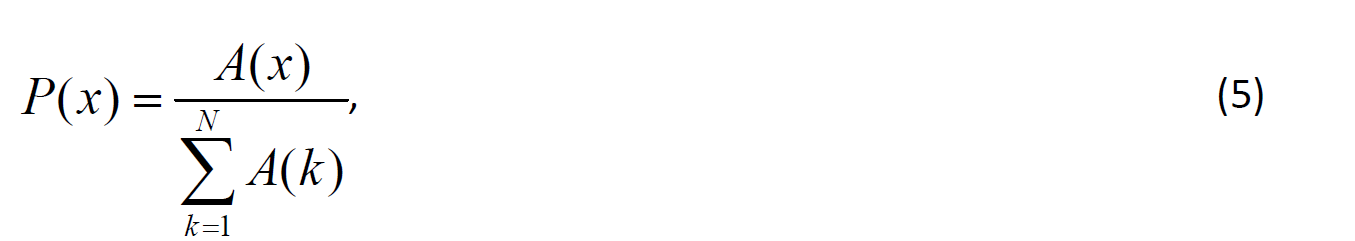 P(x) = A(x) / ∑_{k=1}^{N} A(k), (5)